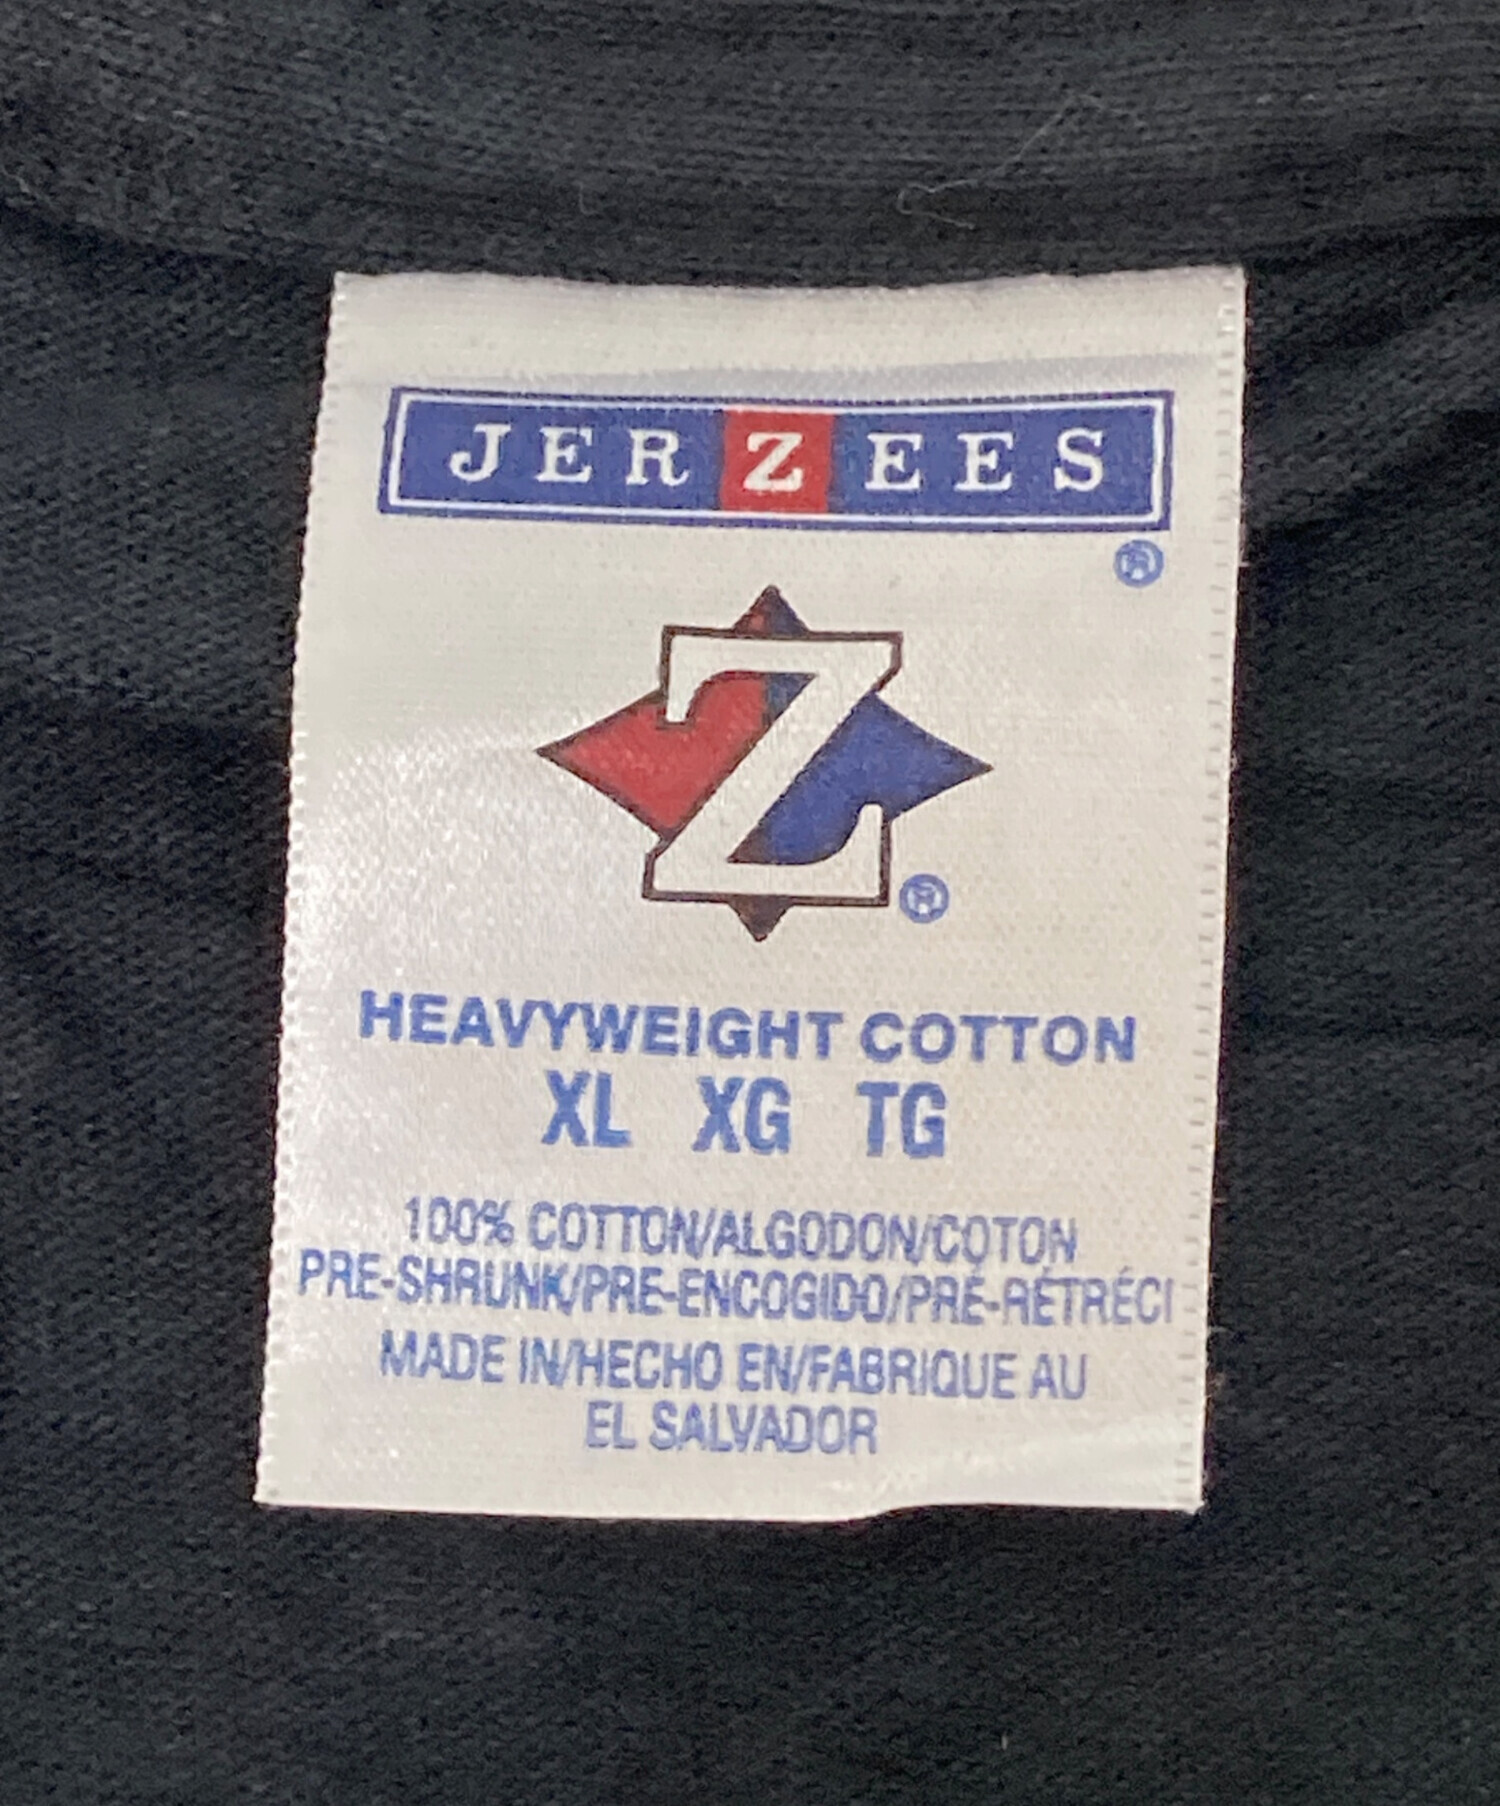 JERZEES
®
Z
®
HEAVYWEIGHT COTTON
XL XG TG
100% COTTON/ALGODON/COTON
PRE-SHRUNK/PRE-ENCOGIDO/PRÉ-RÉTRÉCI
MADE IN/HECHO EN/FABRIQUE AU
EL SALVADOR